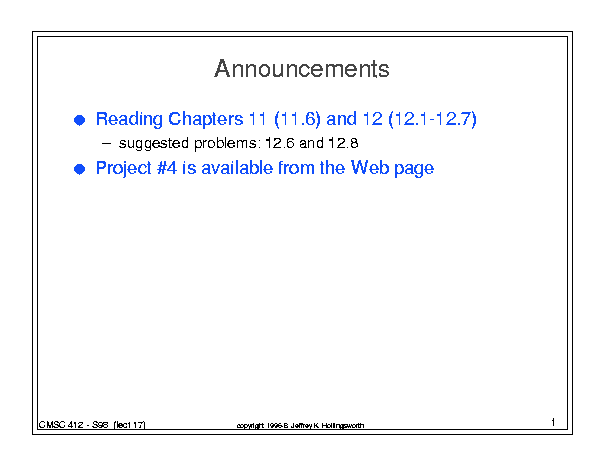 Announcements
● Reading Chapters 11 (11.6) and 12 (12.1-12.7)
– suggested problems: 12.6 and 12.8
● Project #4 is available from the Web page
CMSC 412 - S98 (lect 17)
copyright 1996-8 Jeffrey K. Hollingsworth
1